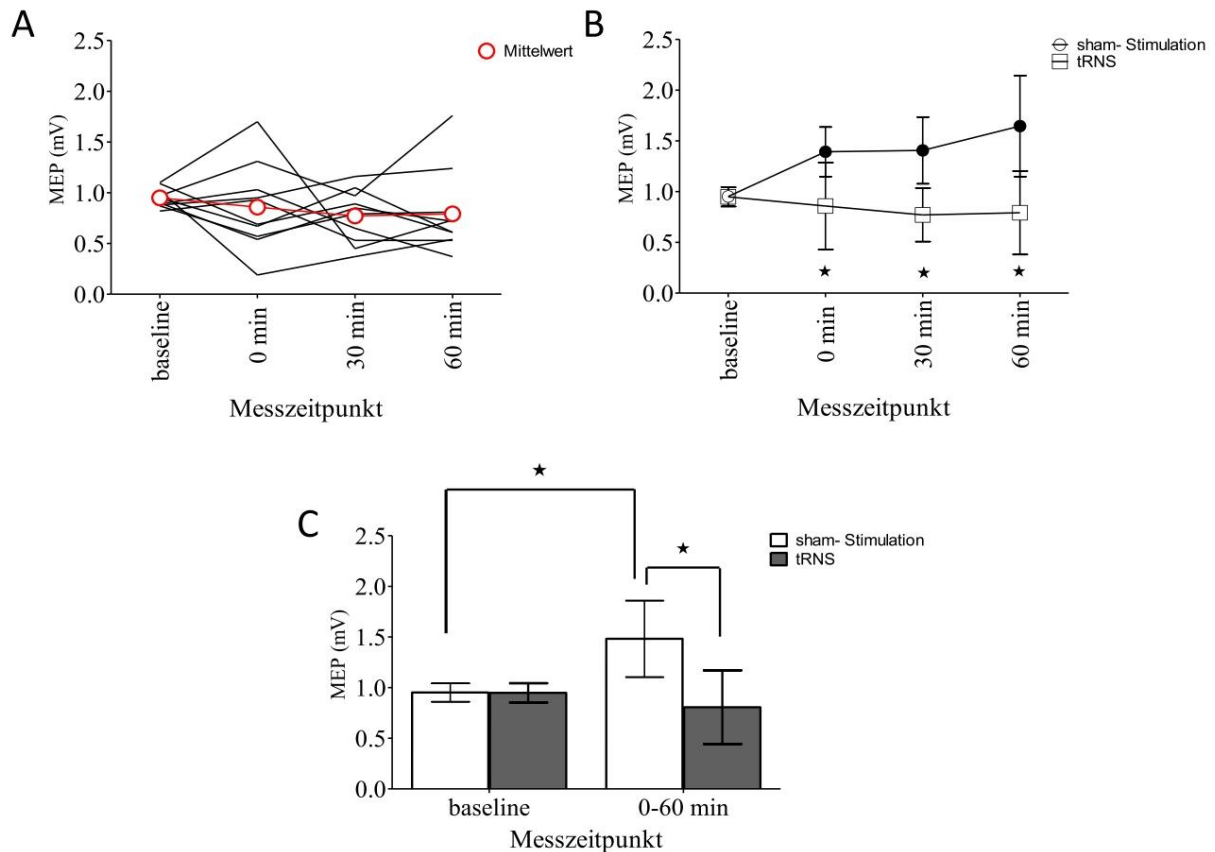 A
2.5
2.0
1.5
1.0
0.5
0.0
MEP (mV)
Mittelwert
baseline
0 min
30 min
60 min
Messzeitpunkt
B
2.5
2.0
1.5
1.0
0.5
0.0
MEP (mV)
sham- Stimulation
tRNS
★ ★ ★
baseline
0 min
30 min
60 min
Messzeitpunkt
C
★
★
2.5
2.0
1.5
1.0
0.5
0.0
MEP (mV)
sham- Stimulation
tRNS
baseline 0-60 min
Messzeitpunkt